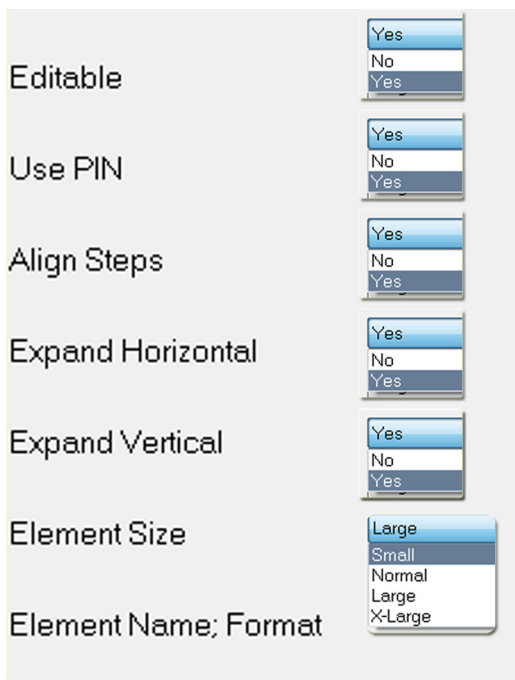 Yes
No
Editable
Yes
Yes
No
Use PIN
Yes
Yes
No
Align Steps
Yes
Yes
No
Expand Horizontal
Yes
Yes
No
Expand Vertical
Yes
Element Size
Large
Small
Normal
Large
X-Large
Element Name; Format